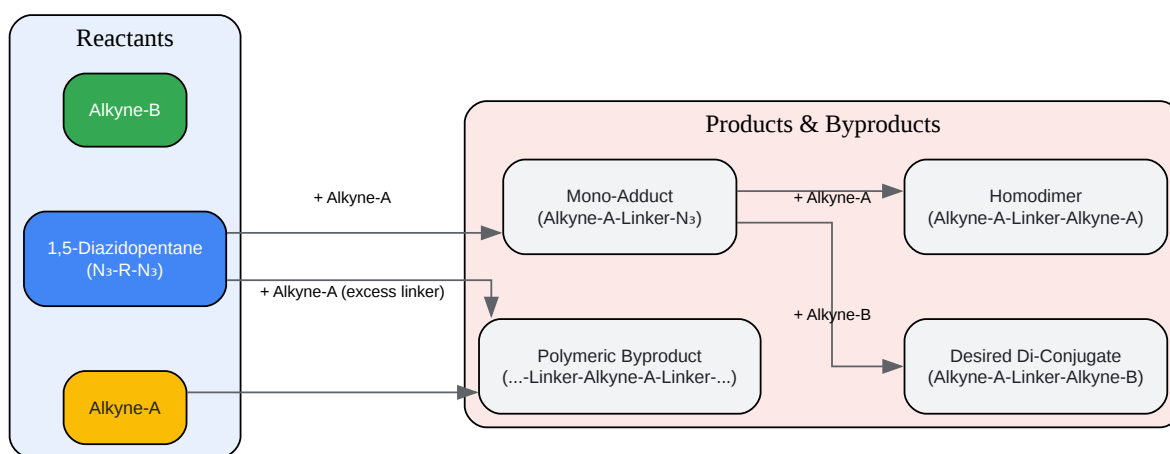 Reactants
Alkyne-B
1,5-Diazidopentane
(N₃-R-N₃)
Alkyne-A
+ Alkyne-A
+ Alkyne-A (excess linker)
Products & Byproducts
Mono-Adduct
(Alkyne-A-Linker-N₃)
+ Alkyne-A
Homodimer
(Alkyne-A-Linker-Alkyne-A)
+ Alkyne-B
Polymeric Byproduct
(...-Linker-Alkyne-A-Linker-...)
Desired Di-Conjugate
(Alkyne-A-Linker-Alkyne-B)